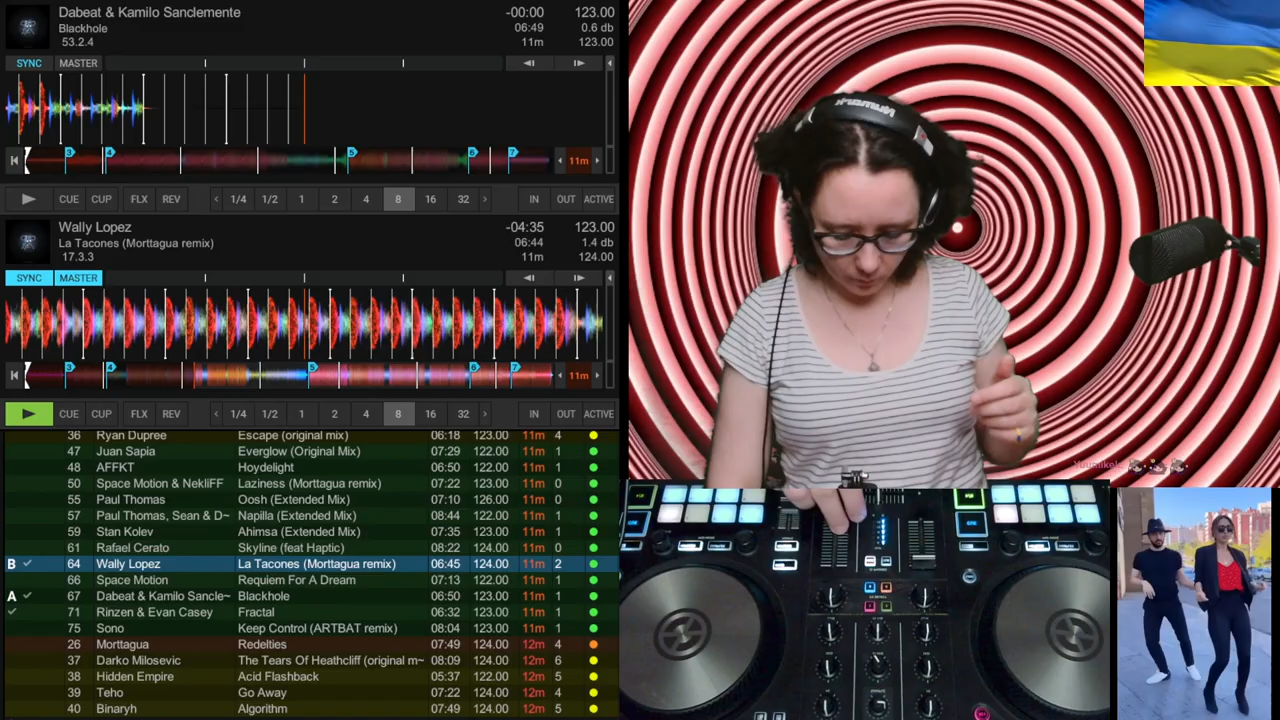 Dabeat & Kamilo Sanclemente -00:00 123.00
Blackhole 06:49 0.6 db
53.2.4 11m 123.00
SYNC MASTER
3 4 5 6 7 11m
CUE CUP FLX REV 1/4 1/2 1 2 4 8 16 32 IN OUT ACTIVE
Wally Lopez -04:35 123.00
La Tacones (Morttagua remix) 06:44 1.4 db
17.3.3 11m 124.00
SYNC MASTER
3 4 5 6 7 11m
CUE CUP FLX REV 1/4 1/2 1 2 4 8 16 32 IN OUT ACTIVE
36 Ryan Dupree Escape (original mix) 06:18 123.00 11m 4
47 Juan Sapia Everglow (Original Mix) 07:29 122.00 11m 1
48 AFFKT Hoydelight 06:50 123.00 11m 1
50 Space Motion & NekliFF Laziness (Morttagua remix) 07:22 123.00 11m 0
55 Paul Thomas Oosh (Extended Mix) 07:10 126.00 11m 0
57 Paul Thomas, Sean & D~ Napilla (Extended Mix) 08:44 122.00 11m 1
59 Stan Kolev Ahimsa (Extended Mix) 07:35 123.00 11m 1
61 Rafael Cerato Skyline (feat Haptic) 08:22 124.00 11m 0
B 64 Wally Lopez La Tacones (Morttagua remix) 06:45 124.00 11m 2
66 Space Motion Requiem For A Dream 07:13 122.00 11m 1
A 67 Dabeat & Kamilo Sancle~ Blackhole 06:50 123.00 11m 1
71 Rinzen & Evan Casey Fractal 06:32 123.00 11m 1
75 Sono Keep Control (ARTBAT remix) 08:04 123.00 11m 1
26 Morttagua Redelties 07:49 124.00 12m 4
37 Darko Milosevic The Tears Of Heathcliff (original m~ 08:09 124.00 12m 6
38 Hidden Empire Acid Flashback 05:37 122.00 12m 5
39 Teho Go Away 07:22 124.00 12m 4
40 Binaryh Algorithm 07:49 124.00 12m 5